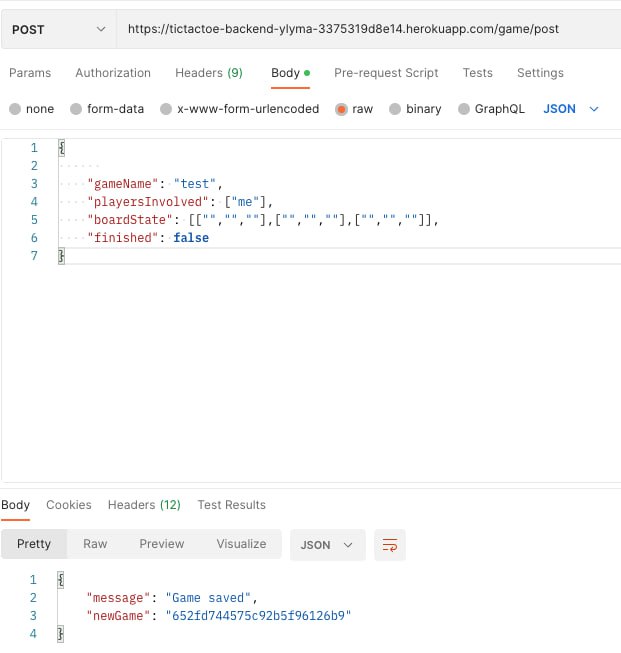 POST https://tictactoe-backend-ylyma-3375319d8e14.herokuapp.com/game/post
Params Authorization Headers (9) Body Pre-request Script Tests Settings
none form-data x-www-form-urlencoded raw binary GraphQL JSON
1 {
2
3 "gameName": "test",
4 "playersInvolved": ["me"],
5 "boardState": [["","",""],["","",""],["","",""]],
6 "finished": false
7 }
Body Cookies Headers (12) Test Results
Pretty Raw Preview Visualize JSON
1 {
2 "message": "Game saved",
3 "newGame": "652fd744575c92b5f96126b9"
4 }